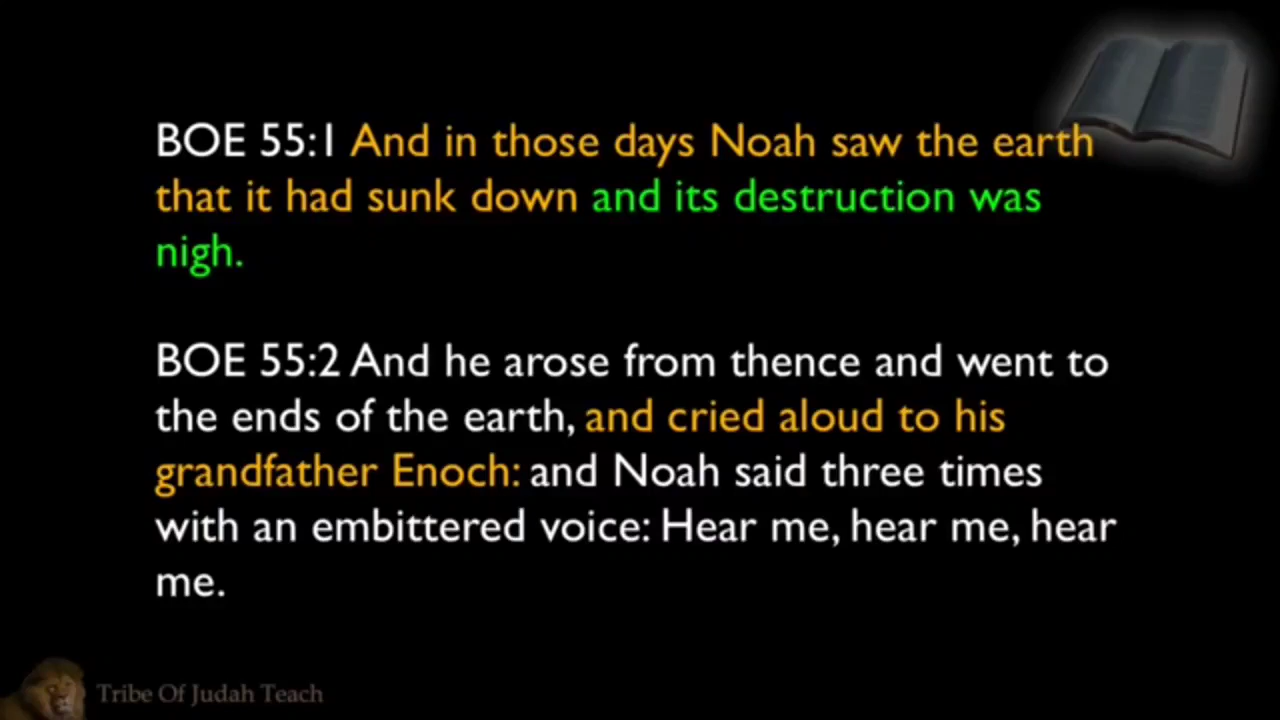 BOE 55:1 And in those days Noah saw the earth
that it had sunk down and its destruction was
nigh.
BOE 55:2 And he arose from thence and went to
the ends of the earth, and cried aloud to his
grandfather Enoch: and Noah said three times
with an embittered voice: Hear me, hear me, hear
me.
Tribe Of Judah Teach